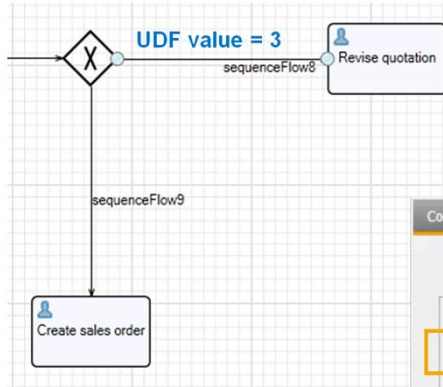 UDF value = 3
sequenceFlow8
Revise quotation
sequenceFlow9
Create sales order